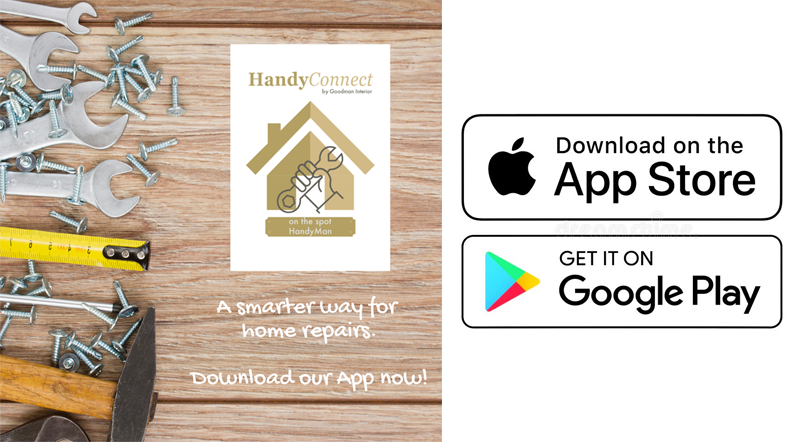 HandyConnect
by Goodman Interior
on the spot
HandyMan
A smarter way for
home repairs.
Download our App now!
Download on the
App Store
GET IT ON
Google Play